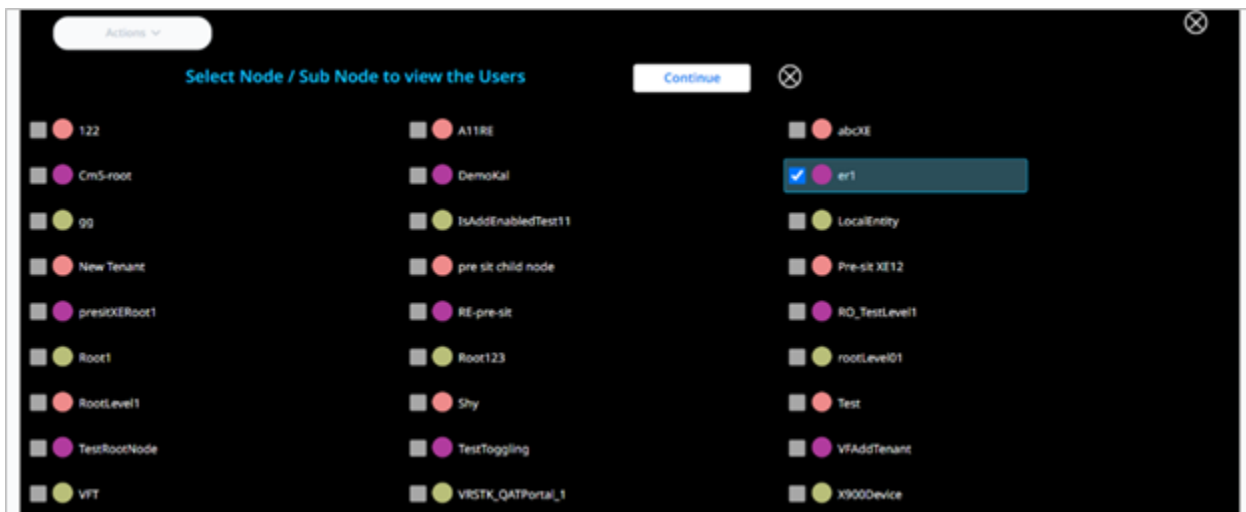 Actions
Select Node / Sub Node to view the Users
Continue
122
A11RE
abcXE
Cm5-root
DemoKal
er1
gg
IsAddEnabledTest11
LocalEntity
New Tenant
pre sit child node
Pre-sit XE12
presitXERoot1
RE-pre-sit
RO_TestLevel1
Root1
Root123
rootLevel01
RootLevel1
Shy
Test
TestRootNode
TestToggling
VFAddTenant
VFT
VRSTK_QATPortal_1
X900Device